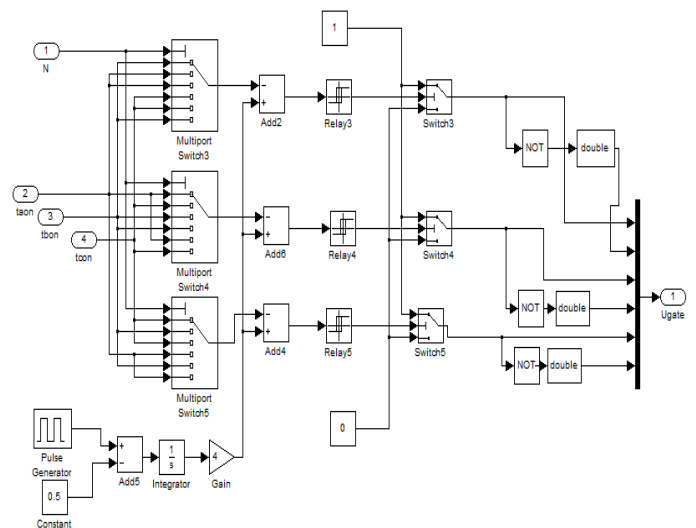 1
N
Multiport
Switch3
Add2
Relay3
1
Switch3
NOT
double
2
taon
3
tbon
4
tcon
Multiport
Switch4
Add6
Relay4
Switch4
NOT
double
1
Ugate
Multiport
Switch5
Add4
Relay5
Switch5
NOT
double
0
Pulse
Generator
Add5
1
s
Integrator
4
Gain
0.5
Constant